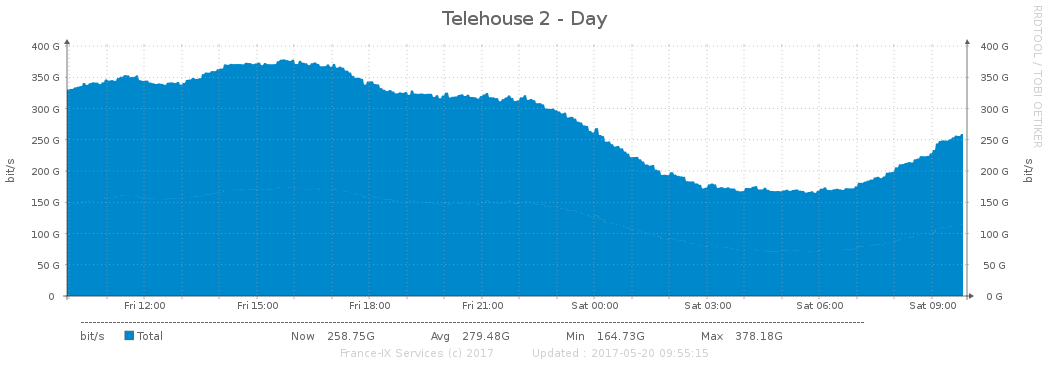 Telehouse 2 - Day
RRDTOOL / TOBI OETIKER
400 G 400 G
350 G 350 G
300 G 300 G
250 G 250 G
200 G 200 G
150 G 150 G
100 G 100 G
50 G 50 G
0 0 G
bit/s bit/s
Fri 12:00 Fri 15:00 Fri 18:00 Fri 21:00 Sat 00:00 Sat 03:00 Sat 06:00 Sat 09:00
bit/s Total Now 258.75G Avg 279.48G Min 164.73G Max 378.18G
France-IX Services (c) 2017 Updated : 2017-05-20 09:55:15